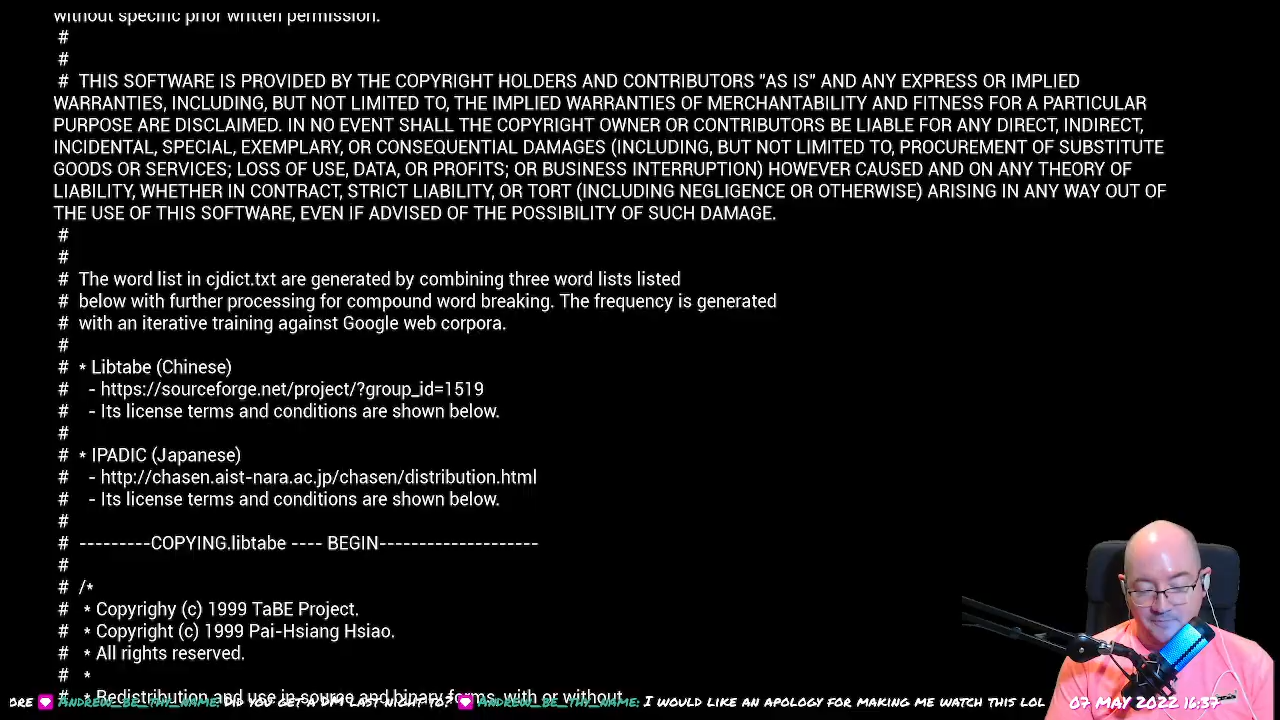 without specific prior written permission.
#
#
# THIS SOFTWARE IS PROVIDED BY THE COPYRIGHT HOLDERS AND CONTRIBUTORS "AS IS" AND ANY EXPRESS OR IMPLIED
WARRANTIES, INCLUDING, BUT NOT LIMITED TO, THE IMPLIED WARRANTIES OF MERCHANTABILITY AND FITNESS FOR A PARTICULAR
PURPOSE ARE DISCLAIMED. IN NO EVENT SHALL THE COPYRIGHT OWNER OR CONTRIBUTORS BE LIABLE FOR ANY DIRECT, INDIRECT,
INCIDENTAL, SPECIAL, EXEMPLARY, OR CONSEQUENTIAL DAMAGES (INCLUDING, BUT NOT LIMITED TO, PROCUREMENT OF SUBSTITUTE
GOODS OR SERVICES; LOSS OF USE, DATA, OR PROFITS; OR BUSINESS INTERRUPTION) HOWEVER CAUSED AND ON ANY THEORY OF
LIABILITY, WHETHER IN CONTRACT, STRICT LIABILITY, OR TORT (INCLUDING NEGLIGENCE OR OTHERWISE) ARISING IN ANY WAY OUT OF
THE USE OF THIS SOFTWARE, EVEN IF ADVISED OF THE POSSIBILITY OF SUCH DAMAGE.
#
#
# The word list in cjdict.txt are generated by combining three word lists listed
# below with further processing for compound word breaking. The frequency is generated
# with an iterative training against Google web corpora.
#
# * Libtabe (Chinese)
# - https://sourceforge.net/project/?group_id=1519
# - Its license terms and conditions are shown below.
#
# * IPADIC (Japanese)
# - http://chasen.aist-nara.ac.jp/chasen/distribution.html
# - Its license terms and conditions are shown below.
#
# ---------COPYING.libtabe ---- BEGIN--------------------
#
# /*
# * Copyrighy (c) 1999 TaBE Project.
# * Copyright (c) 1999 Pai-Hsiang Hsiao.
# * All rights reserved.
# *
# * Redistribution and use in source and binary forms, with or without
ORE Andrew_be_thy_name: Did you get a DM last night to? Andrew_be_thy_name: I would like an apology for making me watch this lol 07 May 2022 16:37